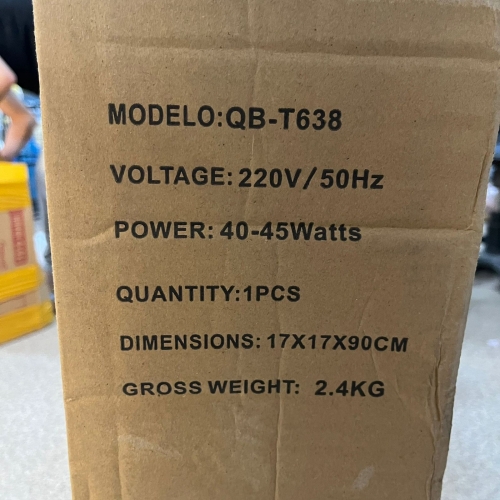 MODELO:QB-T638
VOLTAGE: 220V/50Hz
POWER: 40-45Watts
QUANTITY:1PCS
DIMENSIONS: 17X17X90CM
GROSS WEIGHT: 2.4KG